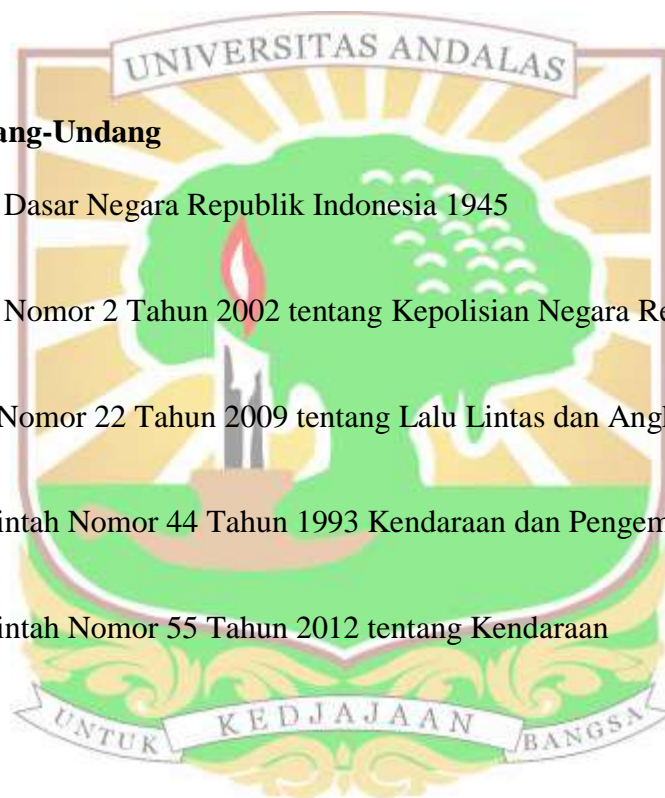 UNIVERSITAS ANDALAS
ang-Undang
Dasar Negara Republik Indonesia 1945
Nomor 2 Tahun 2002 tentang Kepolisian Negara Re
Nomor 22 Tahun 2009 tentang Lalu Lintas dan Angk
intah Nomor 44 Tahun 1993 Kendaraan dan Pengem
intah Nomor 55 Tahun 2012 tentang Kendaraan
UNTUK KEDJAJAAN BANGSA